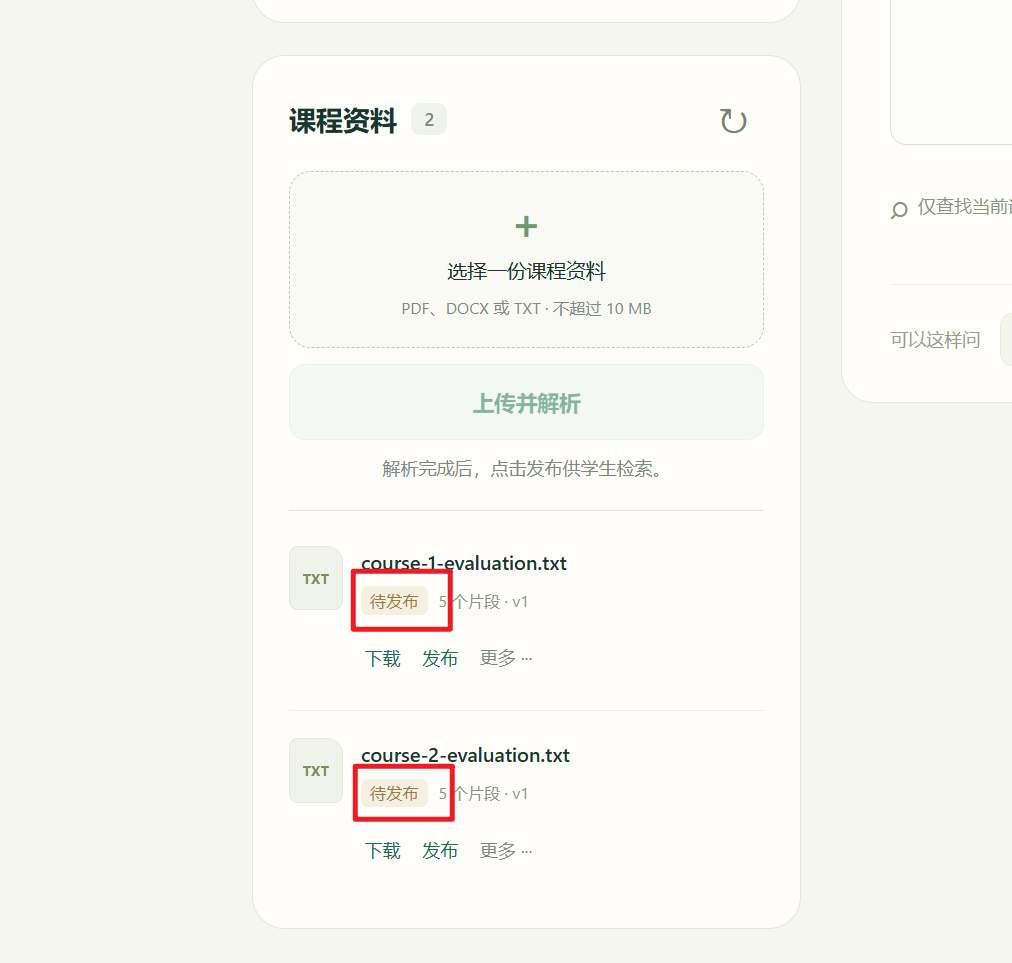 课程资料 2
仅查找当前
+
选择一份课程资料
PDF、DOCX 或 TXT · 不超过 10 MB
可以这样问
上传并解析
解析完成后，点击发布供学生检索。
TXT
course-1-evaluation.txt
待发布 5 个片段 · v1
下载 发布 更多 ···
TXT
course-2-evaluation.txt
待发布 5 个片段 · v1
下载 发布 更多 ···